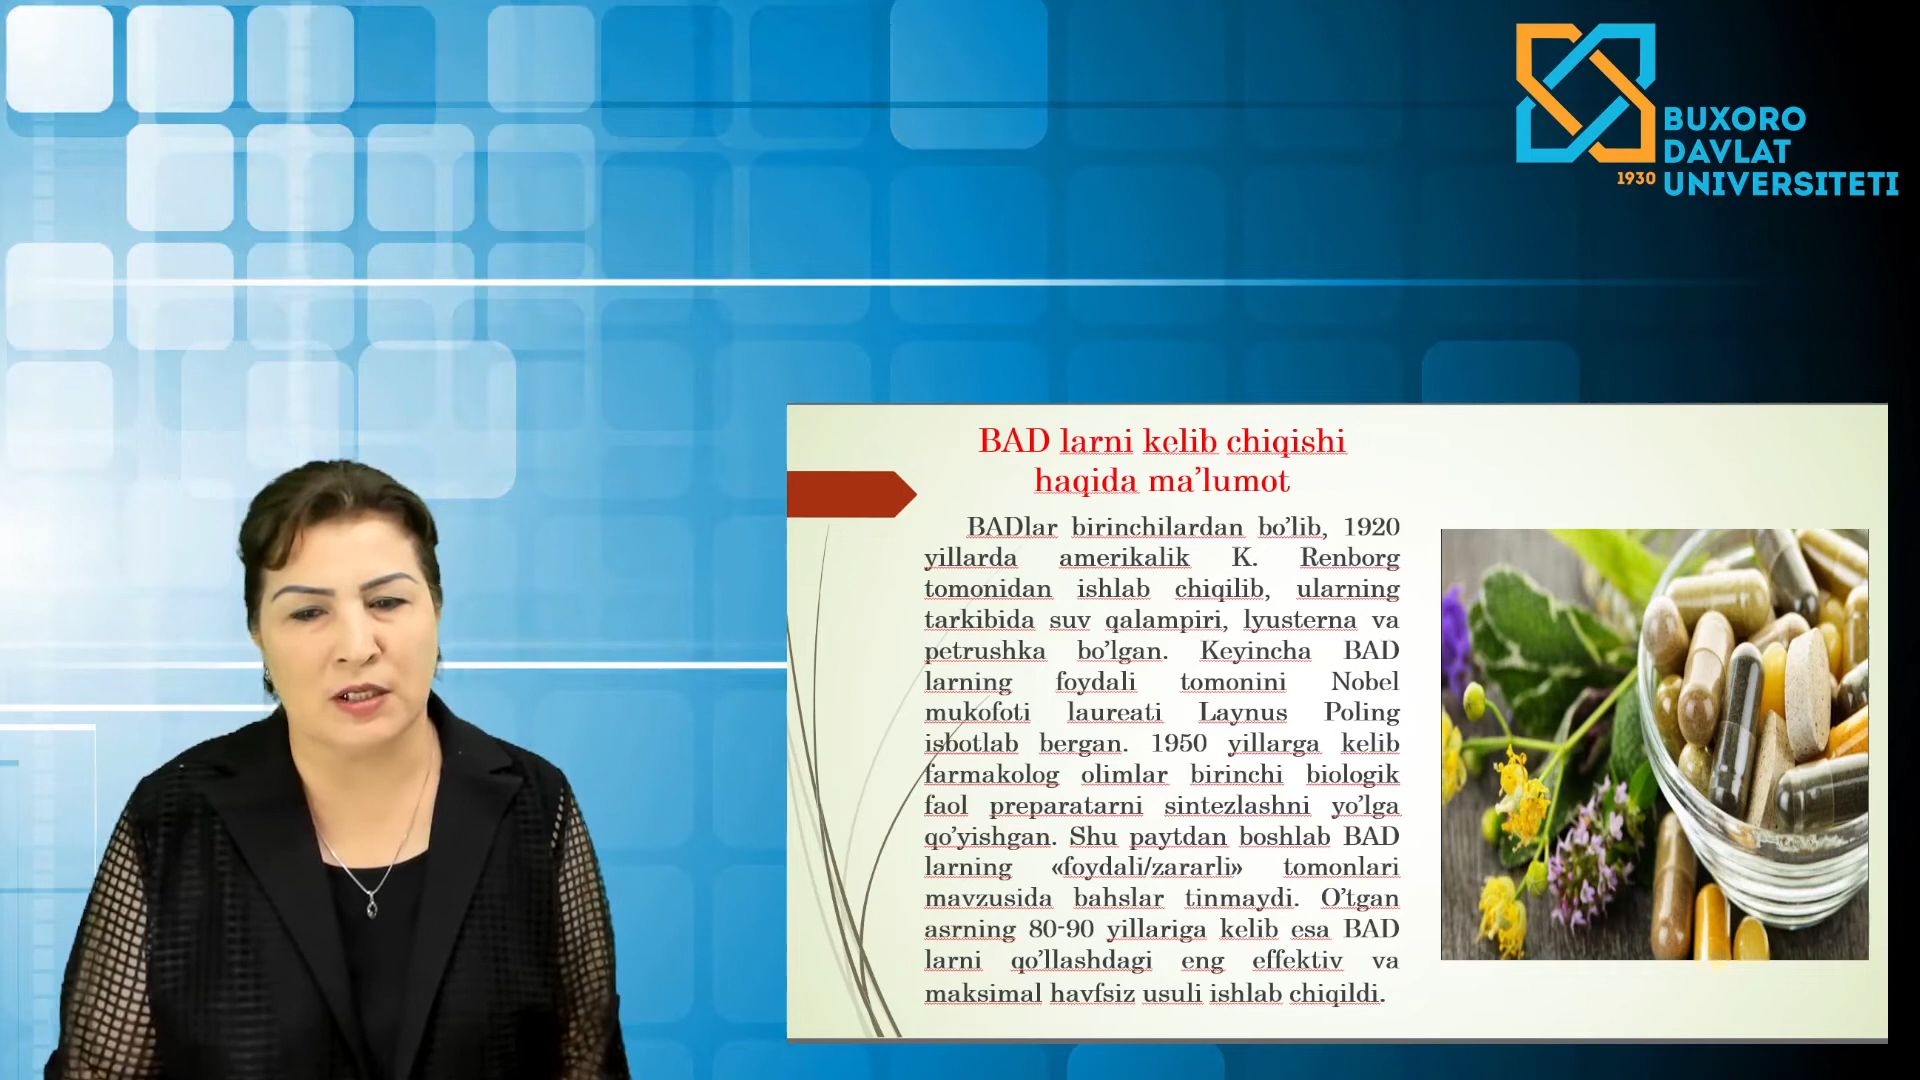 BUXORO
DAVLAT
1930 UNIVERSITETI
BAD larni kelib chiqishi
haqida ma’lumot
BADlar birinchilardan bo’lib, 1920
yillarda amerikalik K. Renborg
tomonidan ishlab chiqilib, ularning
tarkibida suv qalampiri, lyusterna va
petrushka bo’lgan. Keyincha BAD
larning foydali tomonini Nobel
mukofoti laureati Laynus Poling
isbotlab bergan. 1950 yillarga kelib
farmakolog olimlar birinchi biologik
faol preparatarni sintezlashni yo’lga
qo’yishgan. Shu paytdan boshlab BAD
larning «foydali/zararli» tomonlari
mavzusida bahslar tinmaydi. O’tgan
asrning 80-90 yillariga kelib esa BAD
larni qo’llashdagi eng effektiv va
maksimal havfsiz usuli ishlab chiqildi.